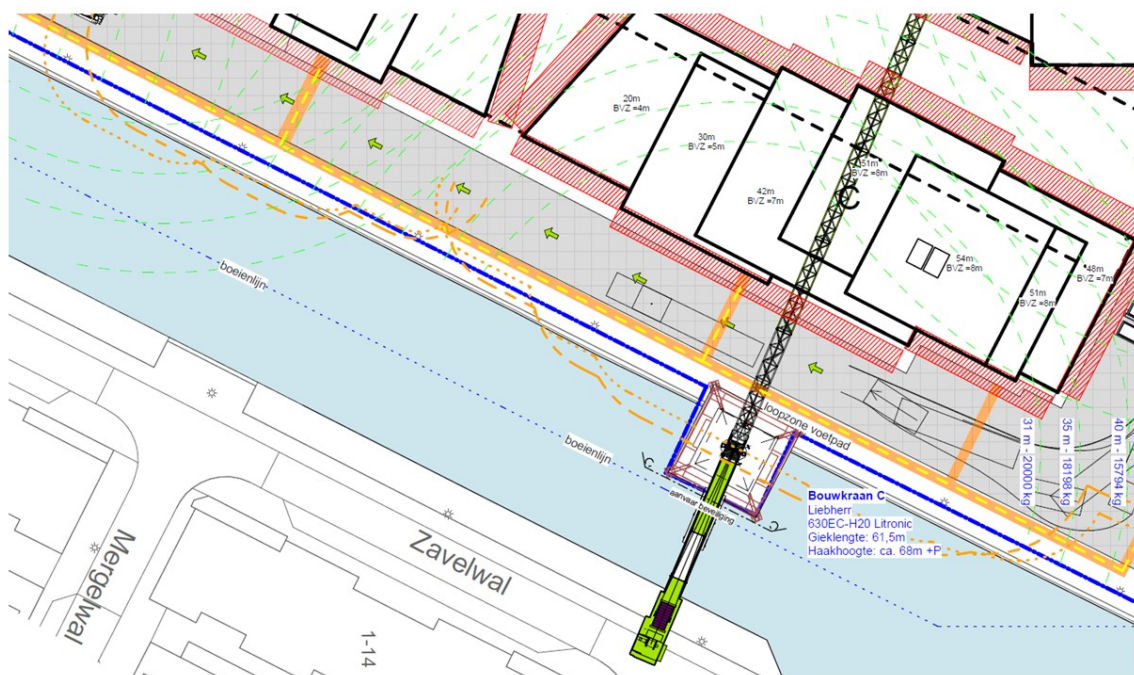 20m
BVZ =4m
30m
BVZ =5m
42m
BVZ =7m
51m
BVZ =8m
C
54m
BVZ =8m
48m
BVZ =7m
51m
BVZ =8m
boeienlijn
boeienlijn
loopzone voetpad
C
aanvaar beveiliging
C
31 m - 20000 kg
35 m - 18198 kg
40 m - 15794 kg
Bouwkraan C
Liebherr
630EC-H20 Litronic
Gieklengte: 61,5m
Haakhoogte: ca. 68m +P
Zavelwal
Mergelwal
1-14